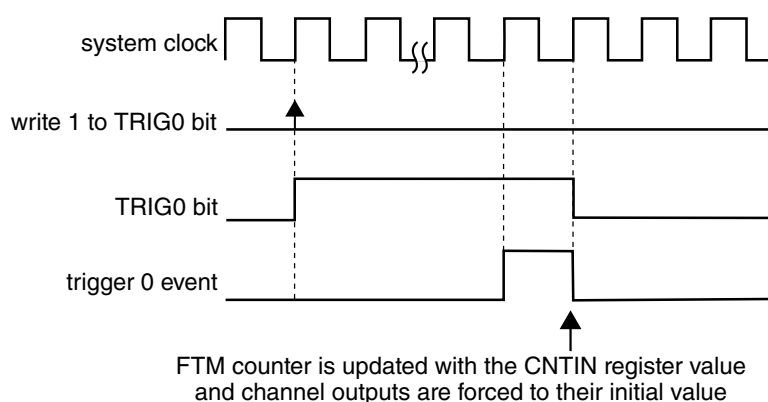 system clock
write 1 to TRIG0 bit
TRIG0 bit
trigger 0 event
FTM counter is updated with the CNTIN register value
and channel outputs are forced to their initial value